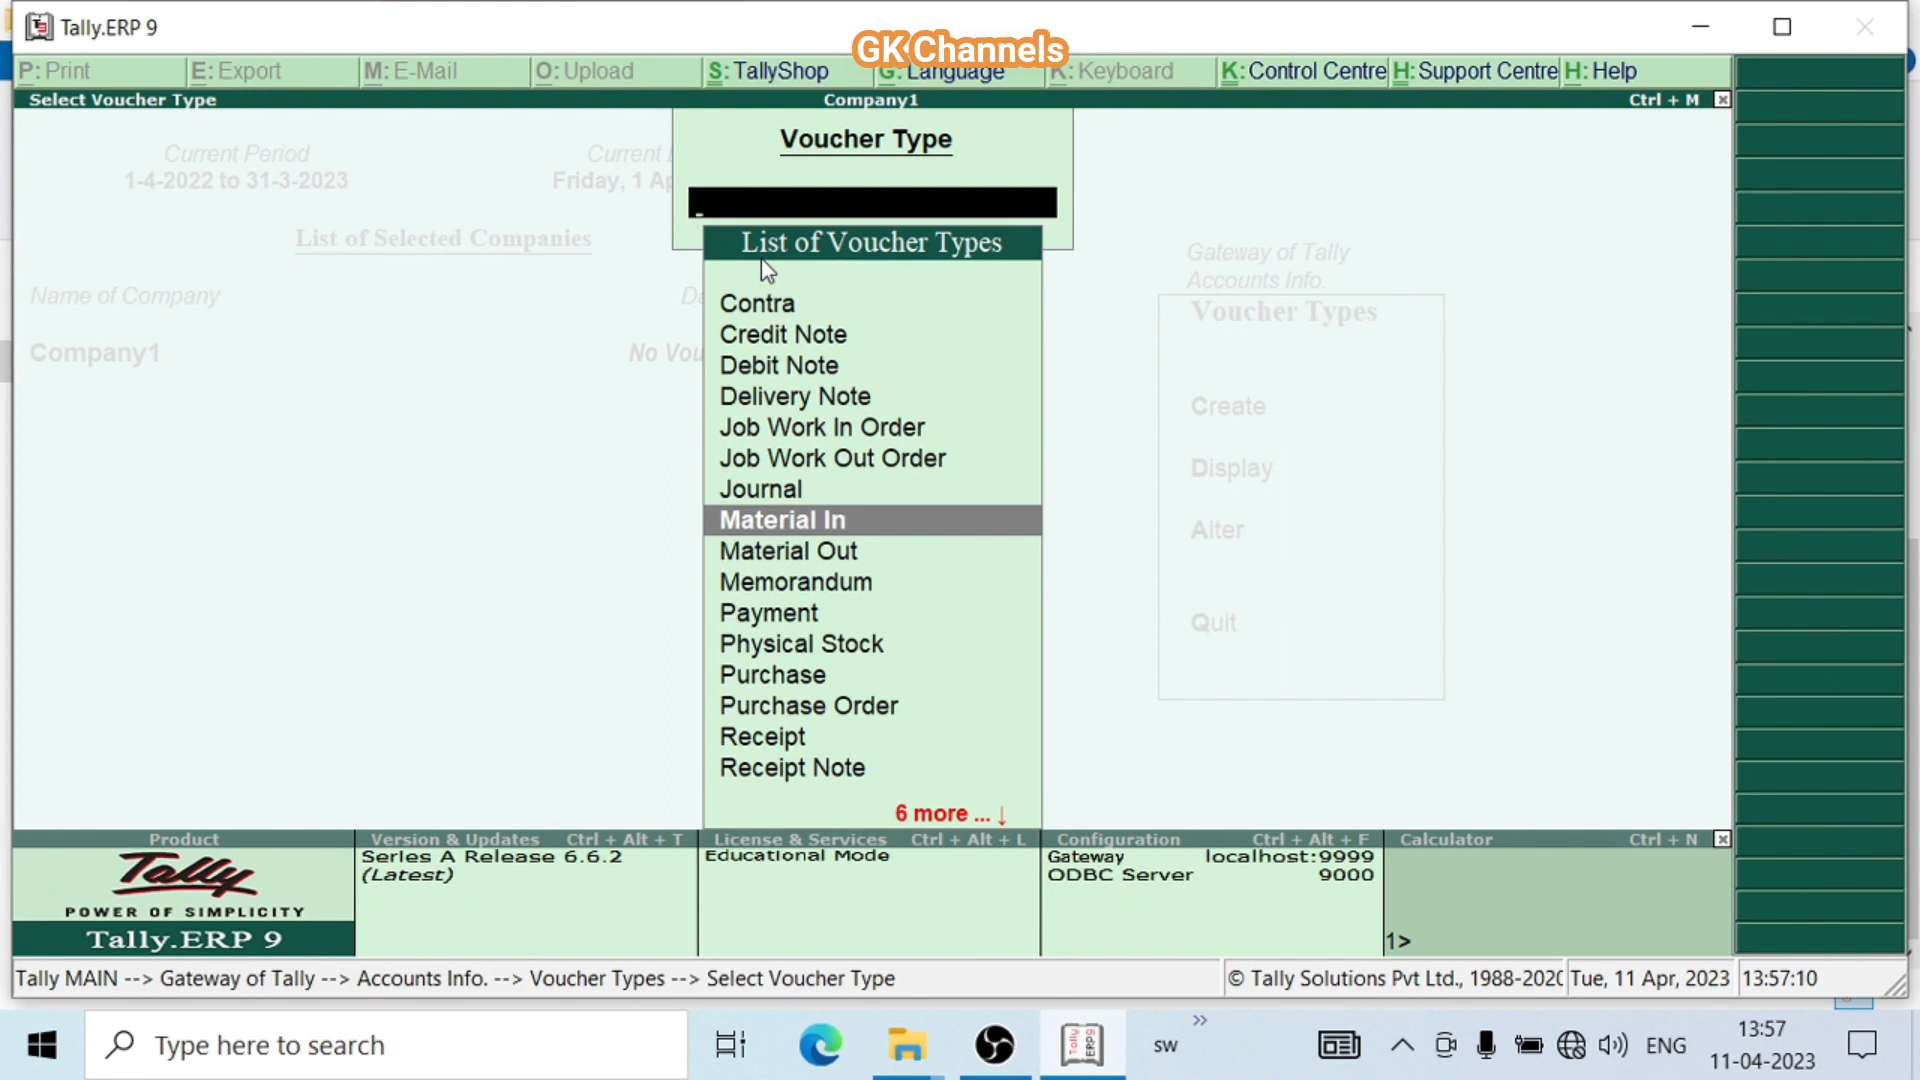 Tally.ERP 9
GK Channels
P: Print E: Export M: E-Mail O: Upload S: TallyShop G: Language K: Keyboard K: Control Centre H: Support Centre H: Help
Select Voucher Type Company1 Ctrl + M
Voucher Type
Current Period Current
1-4-2022 to 31-3-2023 Friday, 1
List of Selected Companies
List of Voucher Types
Gateway of Tally
Accounts Info.
Name of Company
Voucher Types
Company1 No
Contra
Credit Note
Debit Note
Delivery Note
Job Work In Order
Job Work Out Order
Journal
Material In
Material Out
Memorandum
Payment
Physical Stock
Purchase
Purchase Order
Receipt
Receipt Note
6 more ... ↓
Create
Display
Alter
Quit
Product Version & Updates Ctrl + Alt + T License & Services Ctrl + Alt + L Configuration Ctrl + Alt + F Calculator Ctrl + N
Tally
POWER OF SIMPLICITY
Tally.ERP 9
Series A Release 6.6.2
(Latest)
Educational Mode
Gateway localhost:9999
ODBC Server 9000
1>
Tally MAIN --> Gateway of Tally --> Accounts Info. --> Voucher Types --> Select Voucher Type © Tally Solutions Pvt Ltd., 1988-2020 Tue, 11 Apr, 2023 13:57:10
Type here to search
sw
ENG
13:57
11-04-2023